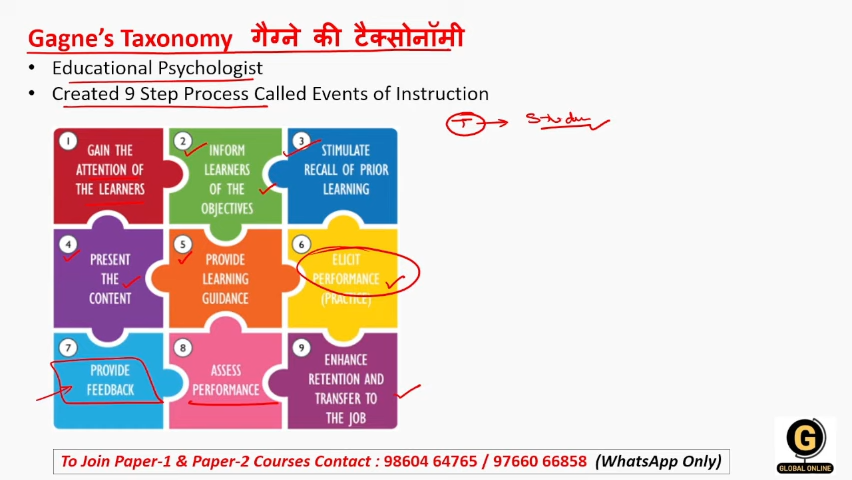 Gagne's Taxonomy गैग्ने की टैक्सोनॉमी
• Educational Psychologist
• Created 9 Step Process Called Events of Instruction
T →
1
GAIN THE
ATTENTION OF
THE LEARNERS
2
INFORM
LEARNERS
OF THE
OBJECTIVES
3
STIMULATE
RECALL OF PRIOR
LEARNING
4
PRESENT
THE
CONTENT
5
PROVIDE
LEARNING
GUIDANCE
6
ELICIT
PERFORMANCE
(PRACTICE)
7
PROVIDE
FEEDBACK
8
ASSESS
PERFORMANCE
9
ENHANCE
RETENTION AND
TRANSFER TO
THE JOB
To Join Paper-1 & Paper-2 Courses Contact : 98604 64765 / 97660 66858 (WhatsApp Only)
G
GLOBAL ONLINE